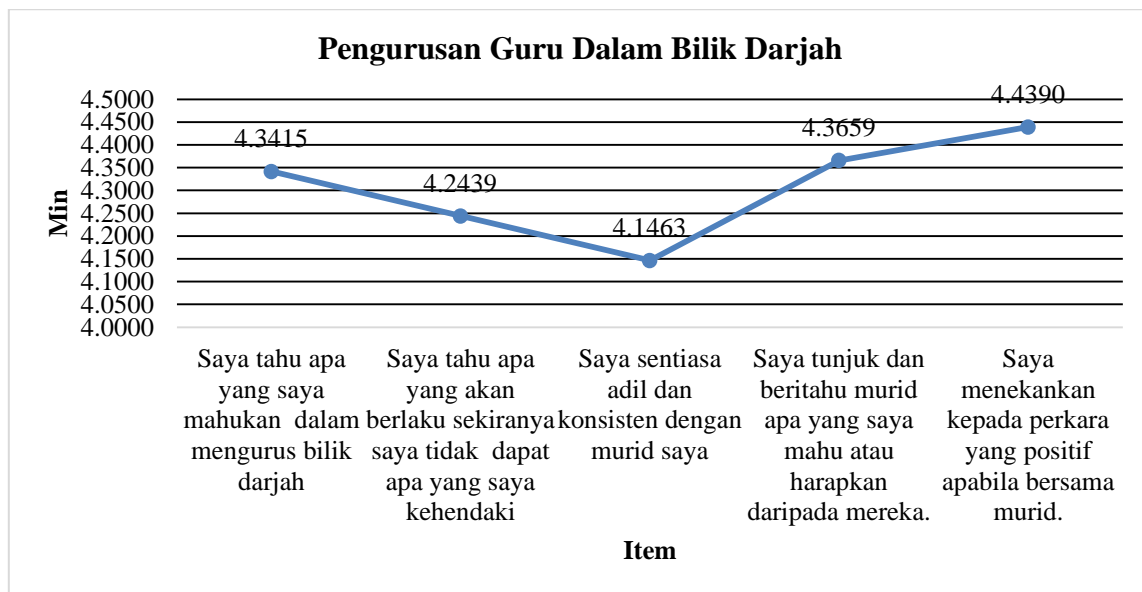 Pengurusan Guru Dalam Bilik Darjah
4.5000
4.4500
4.4000
4.3500
4.3000
4.2500
4.2000
4.1500
4.1000
4.0500
4.0000
Min
4.3415
4.2439
4.1463
4.3659
4.4390
Saya tahu apa
yang saya
mahukan dalam
mengurus bilik
darjah
Saya tahu apa
yang akan
berlaku sekiranya
saya tidak dapat
apa yang saya
kehendaki
Saya sentiasa
adil dan
konsisten dengan
murid saya
Saya tunjuk dan
beritahu murid
apa yang saya
mahu atau
harapkan
daripada mereka.
Saya
menekankan
kepada perkara
yang positif
apabila bersama
murid.
Item